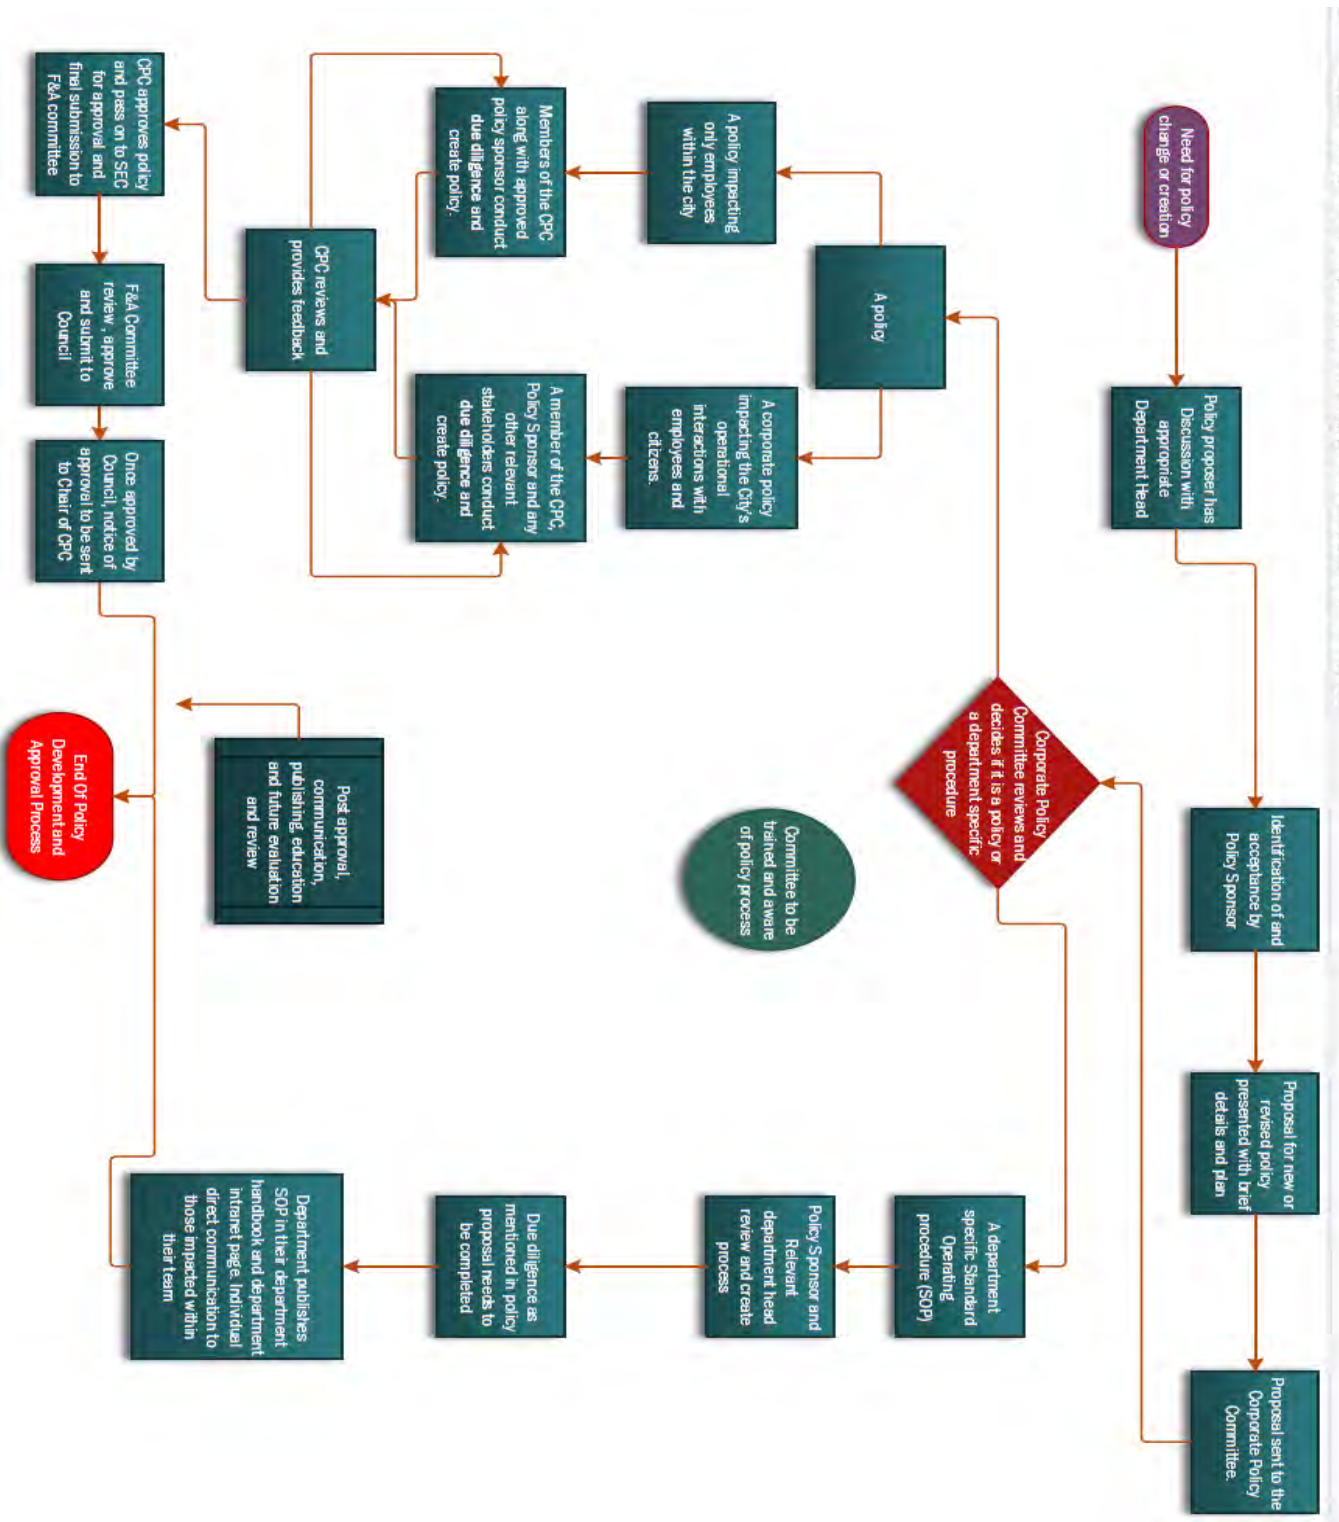 Need for policy
change or creation
Policy proposer has
Discussion with
appropriate
Department Head
Identification of and
acceptance by
Policy Sponsor
Proposal for new or
revised policy
presented with brief
details and plan
Proposal sent to the
Corporate Policy
Committee.
Corporate Policy
Committee reviews and
decides if it is a policy or
a department specific
procedure
A policy
A policy impacting
only employees
within the city
A corporate policy
impacting the City's
operational
interactions with
employees and
citizens.
Members of the CPC
along with approved
policy sponsor conduct
due diligence and
create policy.
A member of the CPC,
Policy Sponsor and any
other relevant
stakeholders conduct
due diligence and
create policy.
CPC reviews and
provides feedback
CPC approves policy
and pass on to SEC
for approval and
final submission to
F&A committee
F&A Committee
review , approve
and submit to
Council
Once approved by
Council, notice of
approval to be sent
to Chair of CPC
Committee to be
trained and aware
of policy process
Post approval,
communication,
publishing, education
and future evaluation
and review
End Of Policy
Development and
Approval Process
A department
specific Standard
Operating
procedure (SOP)
Policy Sponsor and
Relevant
department head
review and create
process
Due diligence as
mentioned in policy
proposal needs to
be completed
Department publishes
SOP in their department
handbook and department
intranet page. Individual
direct communication to
those impacted within
their team